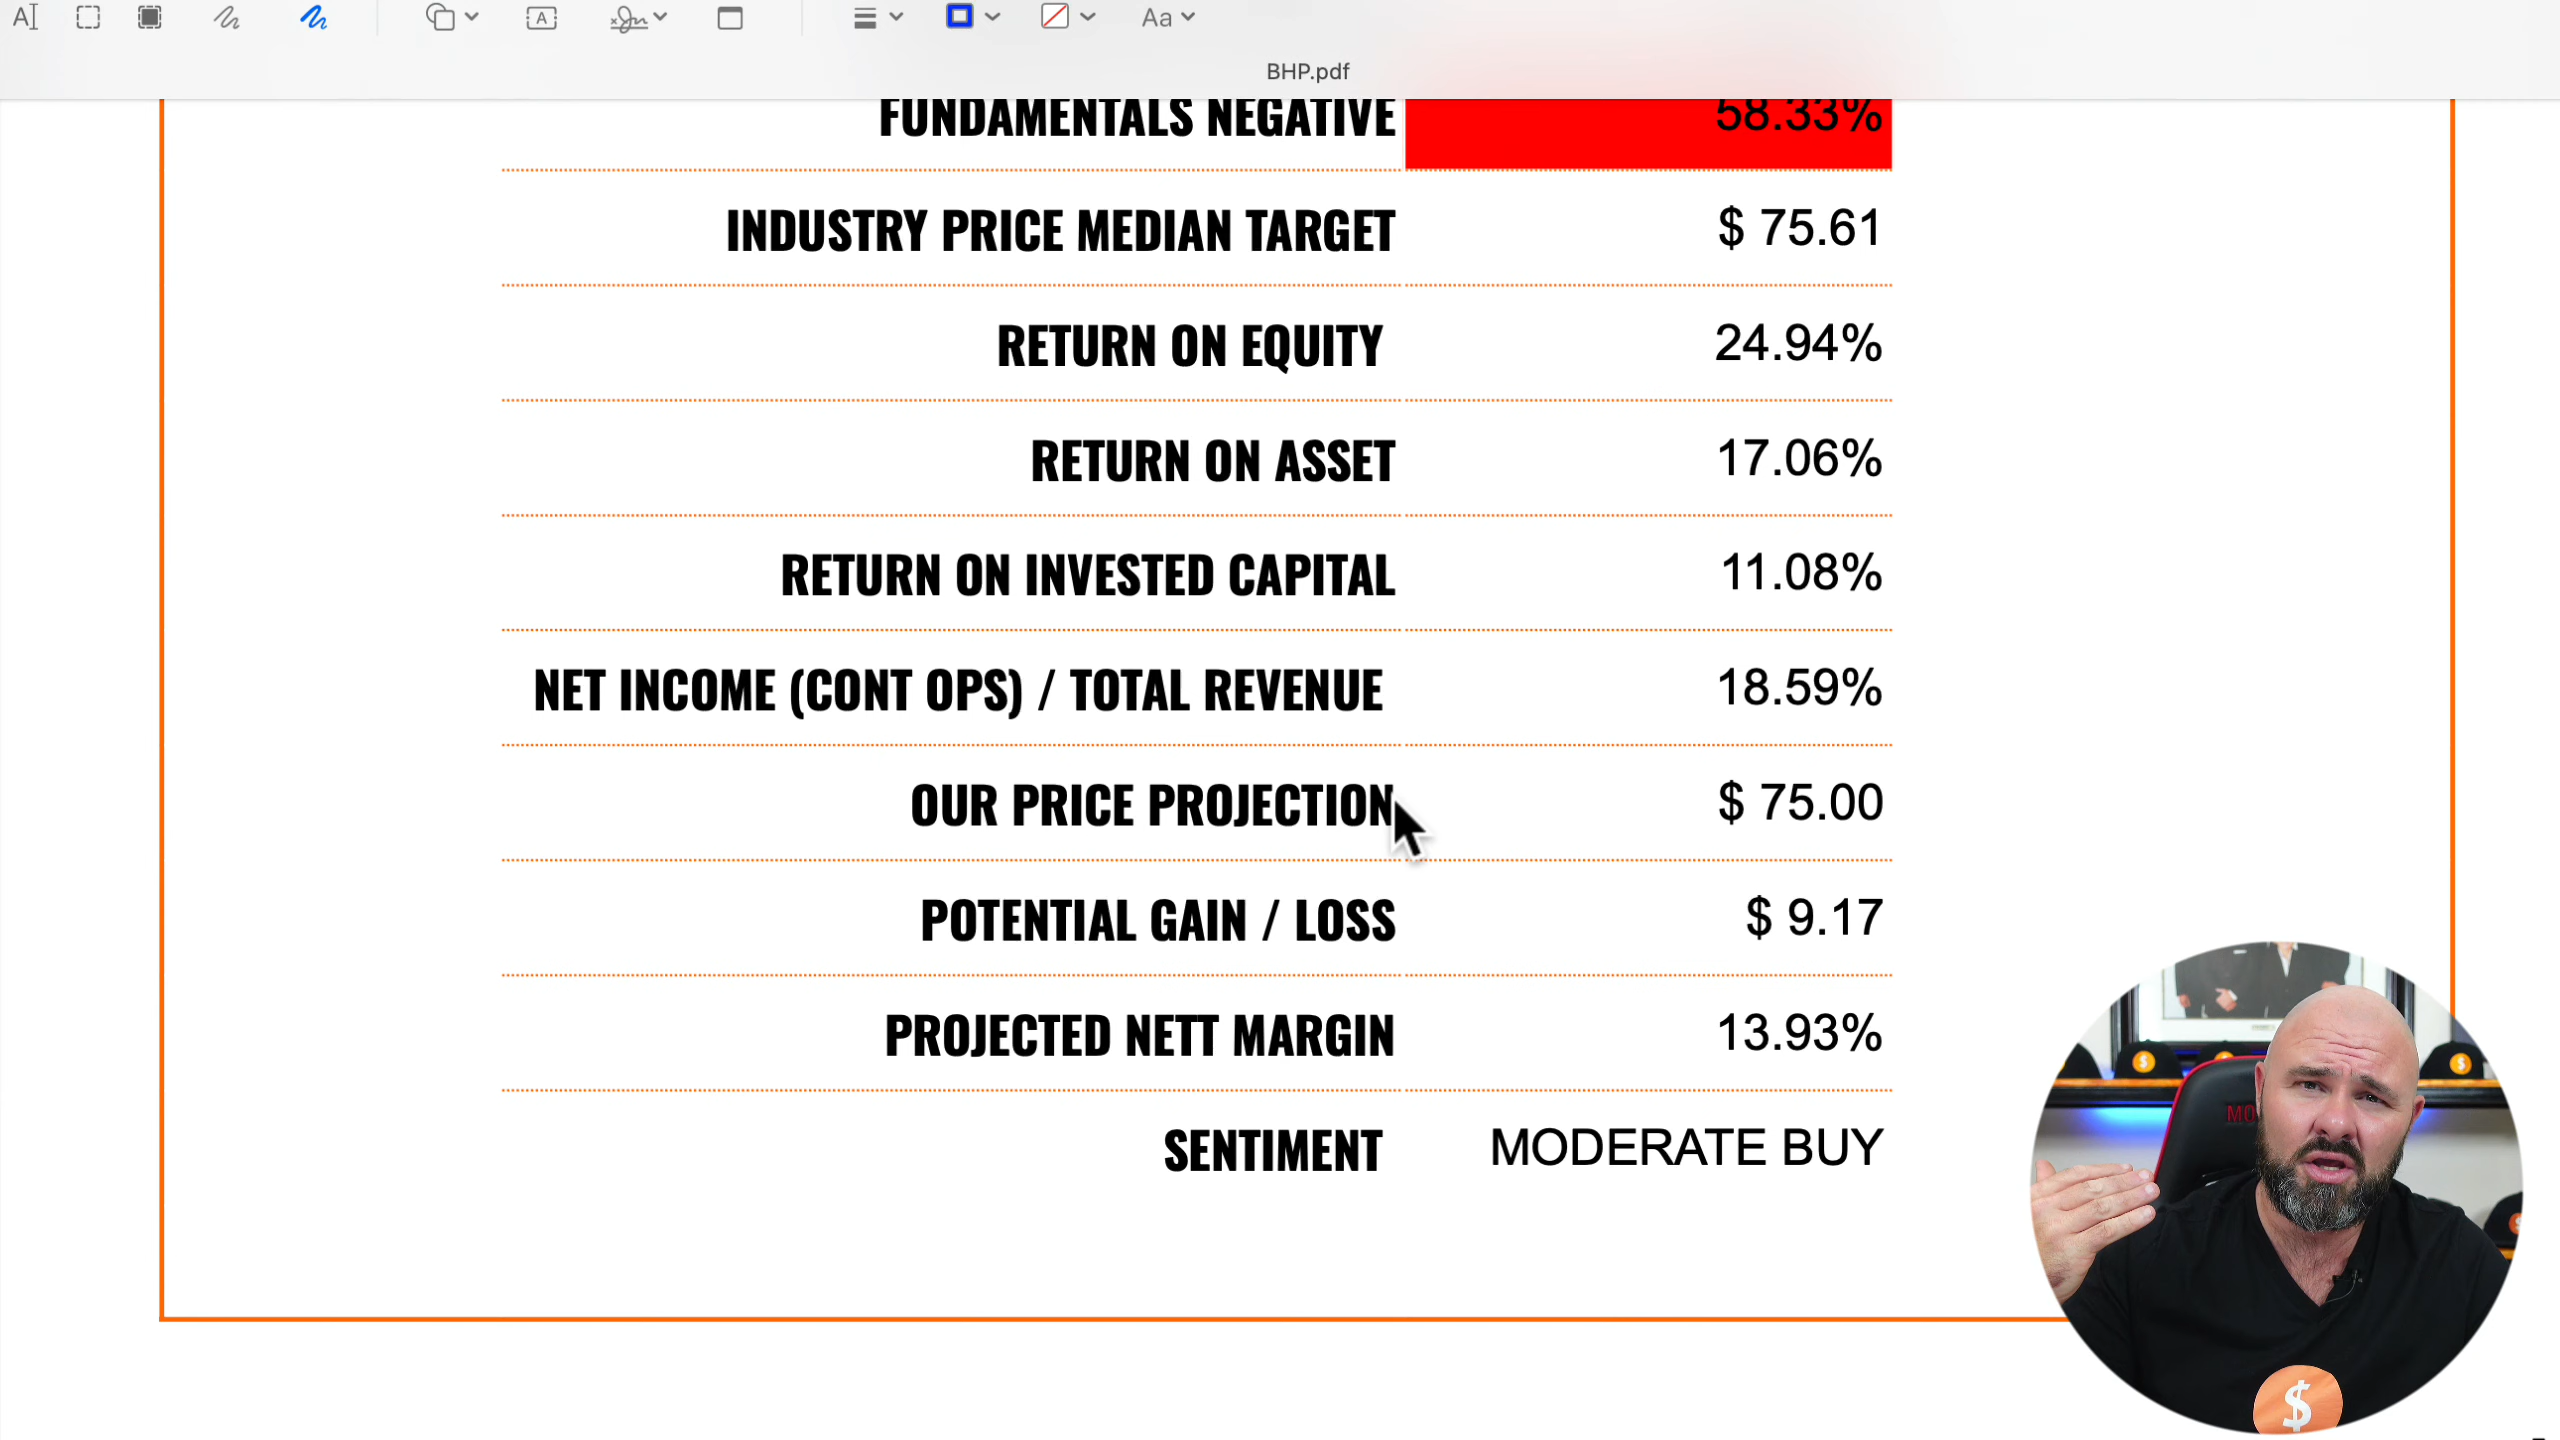 Aa
BHP.pdf
FUNDAMENTALS NEGATIVE 58.33%
INDUSTRY PRICE MEDIAN TARGET $ 75.61
RETURN ON EQUITY 24.94%
RETURN ON ASSET 17.06%
RETURN ON INVESTED CAPITAL 11.08%
NET INCOME (CONT OPS) / TOTAL REVENUE 18.59%
OUR PRICE PROJECTION $ 75.00
POTENTIAL GAIN / LOSS $ 9.17
PROJECTED NETT MARGIN 13.93%
SENTIMENT MODERATE BUY
$